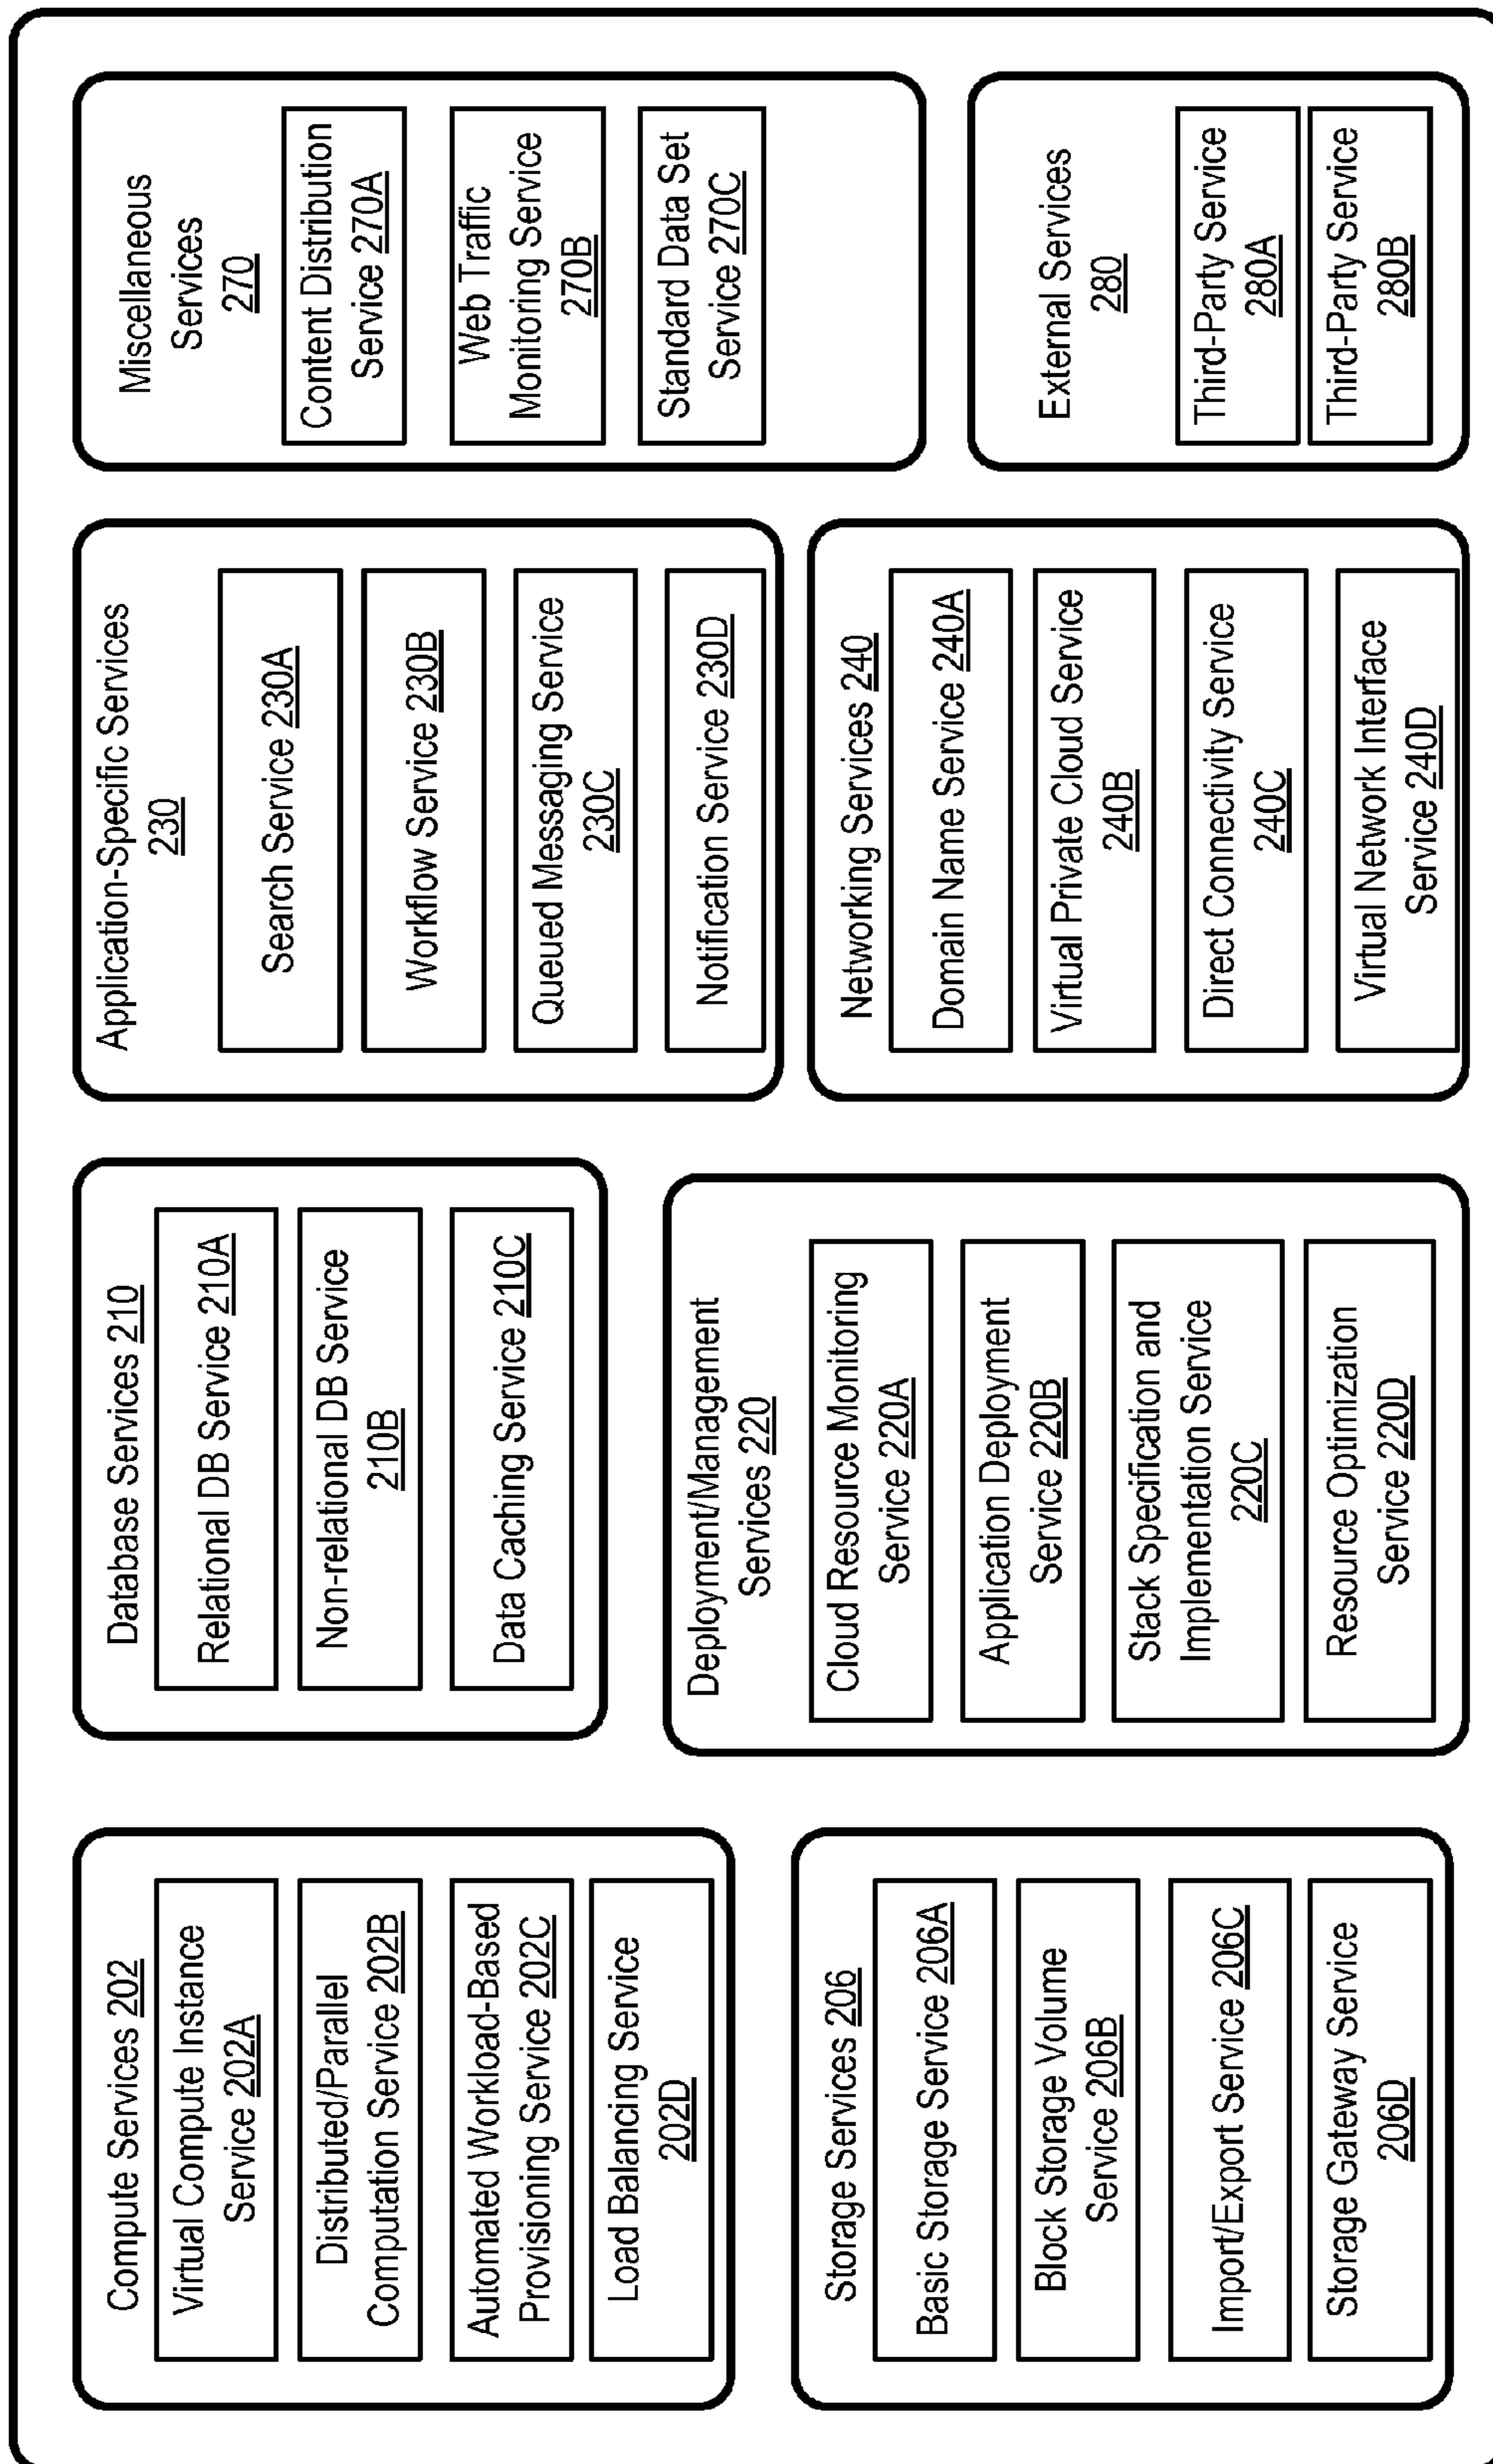 Compute Services 202
Virtual Compute Instance
Service 202A
Distributed/Parallel
Computation Service 202B
Automated Workload-Based
Provisioning Service 202C
Load Balancing Service
202D
Storage Services 206
Basic Storage Service 206A
Block Storage Volume
Service 206B
Import/Export Service 206C
Storage Gateway Service
206D
Database Services 210
Relational DB Service 210A
Non-relational DB Service
210B
Data Caching Service 210C
Deployment/Management
Services 220
Cloud Resource Monitoring
Service 220A
Application Deployment
Service 220B
Stack Specification and
Implementation Service
220C
Resource Optimization
Service 220D
Application-Specific Services
230
Search Service 230A
Workflow Service 230B
Queued Messaging Service
230C
Notification Service 230D
Networking Services 240
Domain Name Service 240A
Virtual Private Cloud Service
240B
Direct Connectivity Service
240C
Virtual Network Interface
Service 240D
Miscellaneous
Services
270
Content Distribution
Service 270A
Web Traffic
Monitoring Service
270B
Standard Data Set
Service 270C
External Services
280
Third-Party Service
280A
Third-Party Service
280B